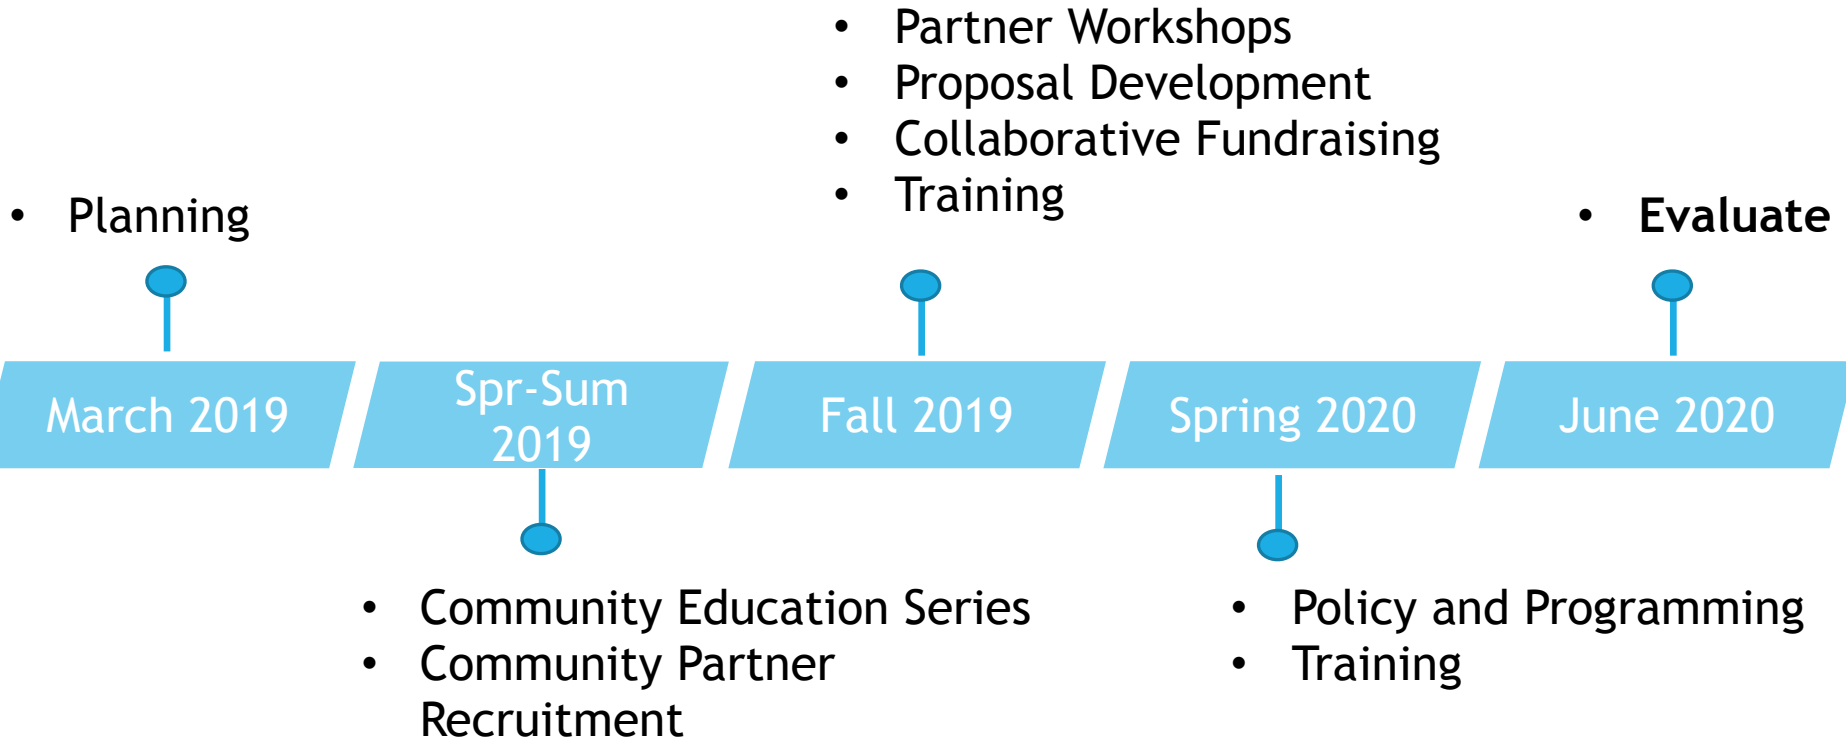 • Partner Workshops
• Proposal Development
• Collaborative Fundraising
• Training
• Planning
• Evaluate
March 2019
Spr-Sum
2019
Fall 2019
Spring 2020
June 2020
• Community Education Series
• Community Partner
Recruitment
• Policy and Programming
• Training